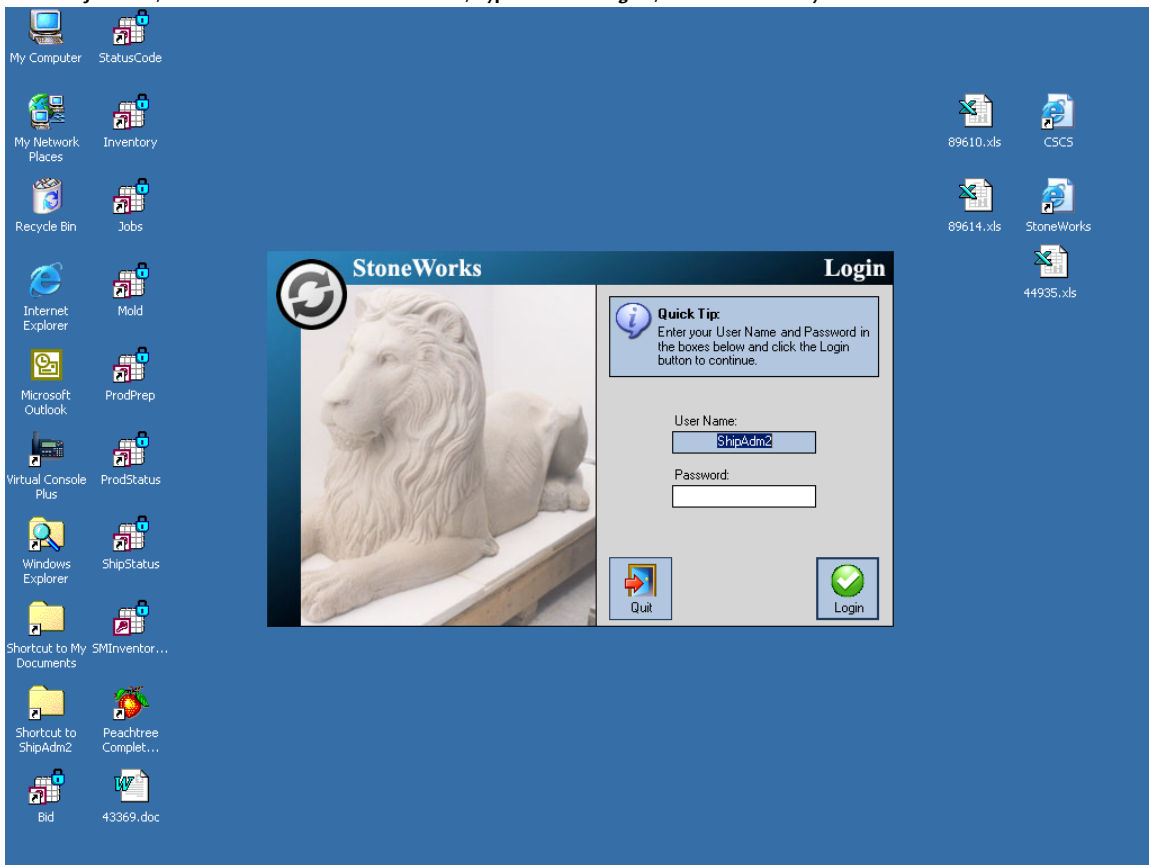 My Computer
StatusCode
My Network
Places
Inventory
89610.xls
CSCS
Recycle Bin
Jobs
89614.xls
StoneWorks
StoneWorks
Login
44935.xls
Internet
Explorer
Mold
Quick Tip:
Enter your User Name and Password in
the boxes below and click the Login
button to continue.
Microsoft
Outlook
ProdPrep
User Name:
ShipAdm2
Password:
Virtual Console
Plus
ProdStatus
Windows
Explorer
ShipStatus
Quit
Login
Shortcut to My
Documents
SMInventor...
Shortcut to
ShipAdm2
Peachtree
Complet...
Bid
43369.doc